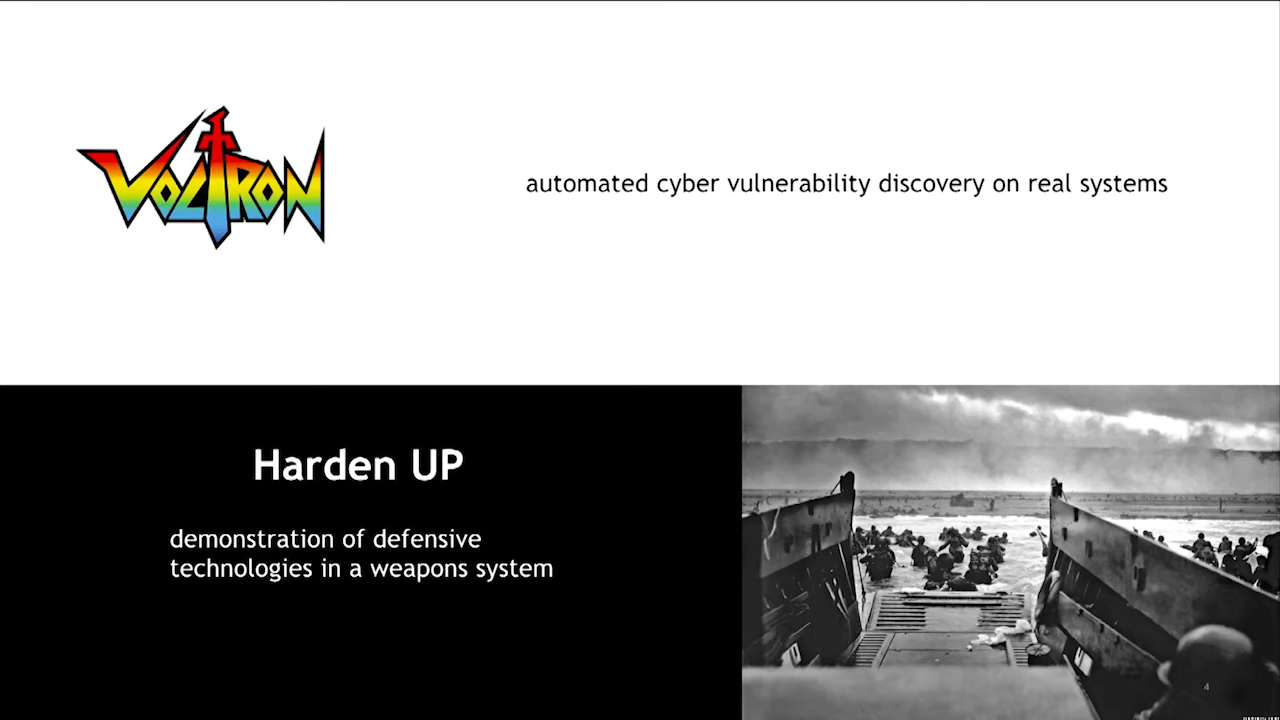 VOLTRON
automated cyber vulnerability discovery on real systems
Harden UP
demonstration of defensive
technologies in a weapons system
4